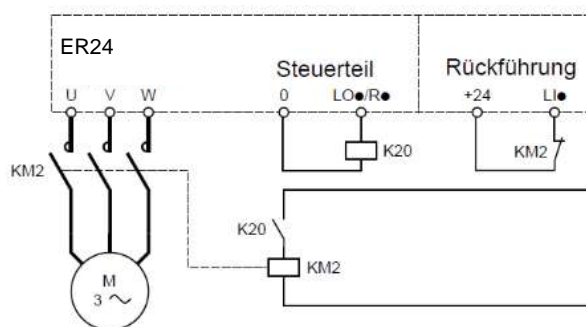 ER24
Steuerteil
Rückführung
U V W
0 LO●/R●
+24 LI●
KM2
K20
KM2
K20
KM2
M
3 ~